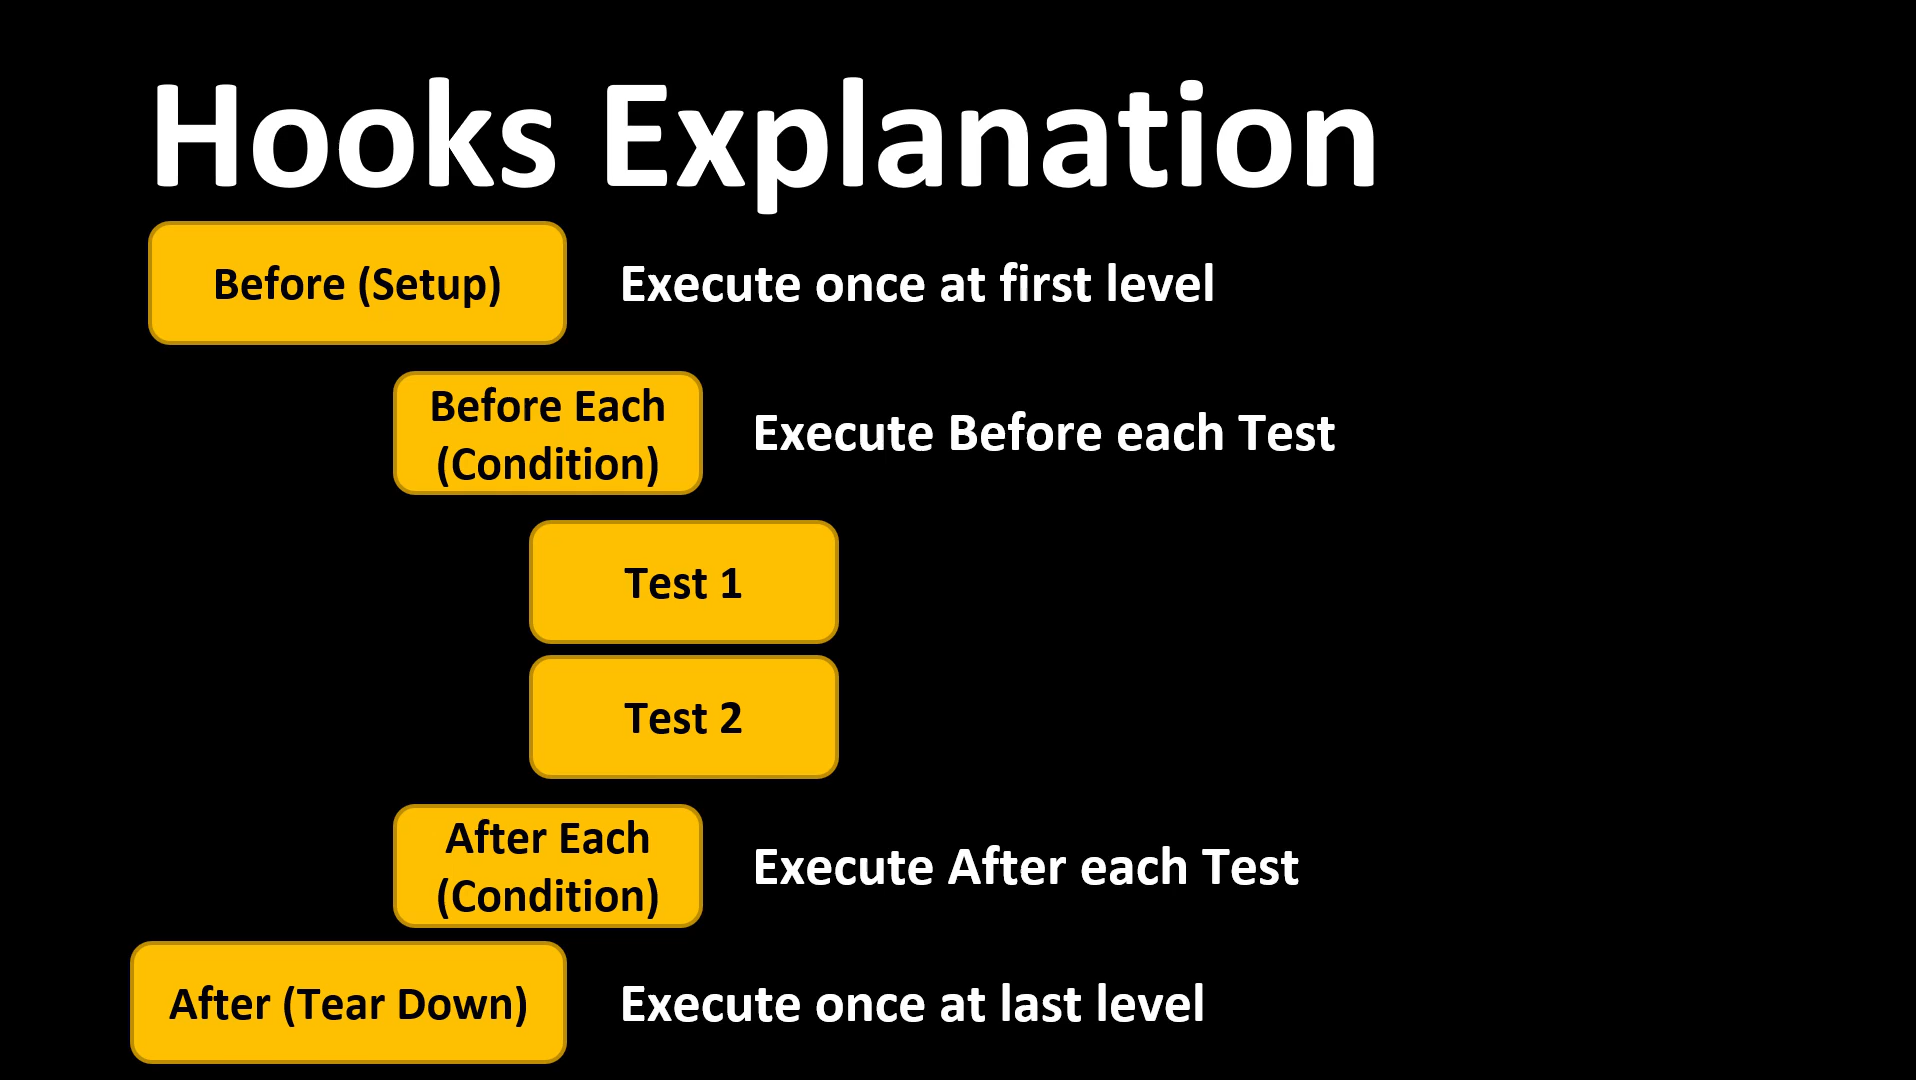 Hooks Explanation
Before (Setup)
Execute once at first level
Before Each
(Condition)
Execute Before each Test
Test 1
Test 2
After Each
(Condition)
Execute After each Test
After (Tear Down)
Execute once at last level